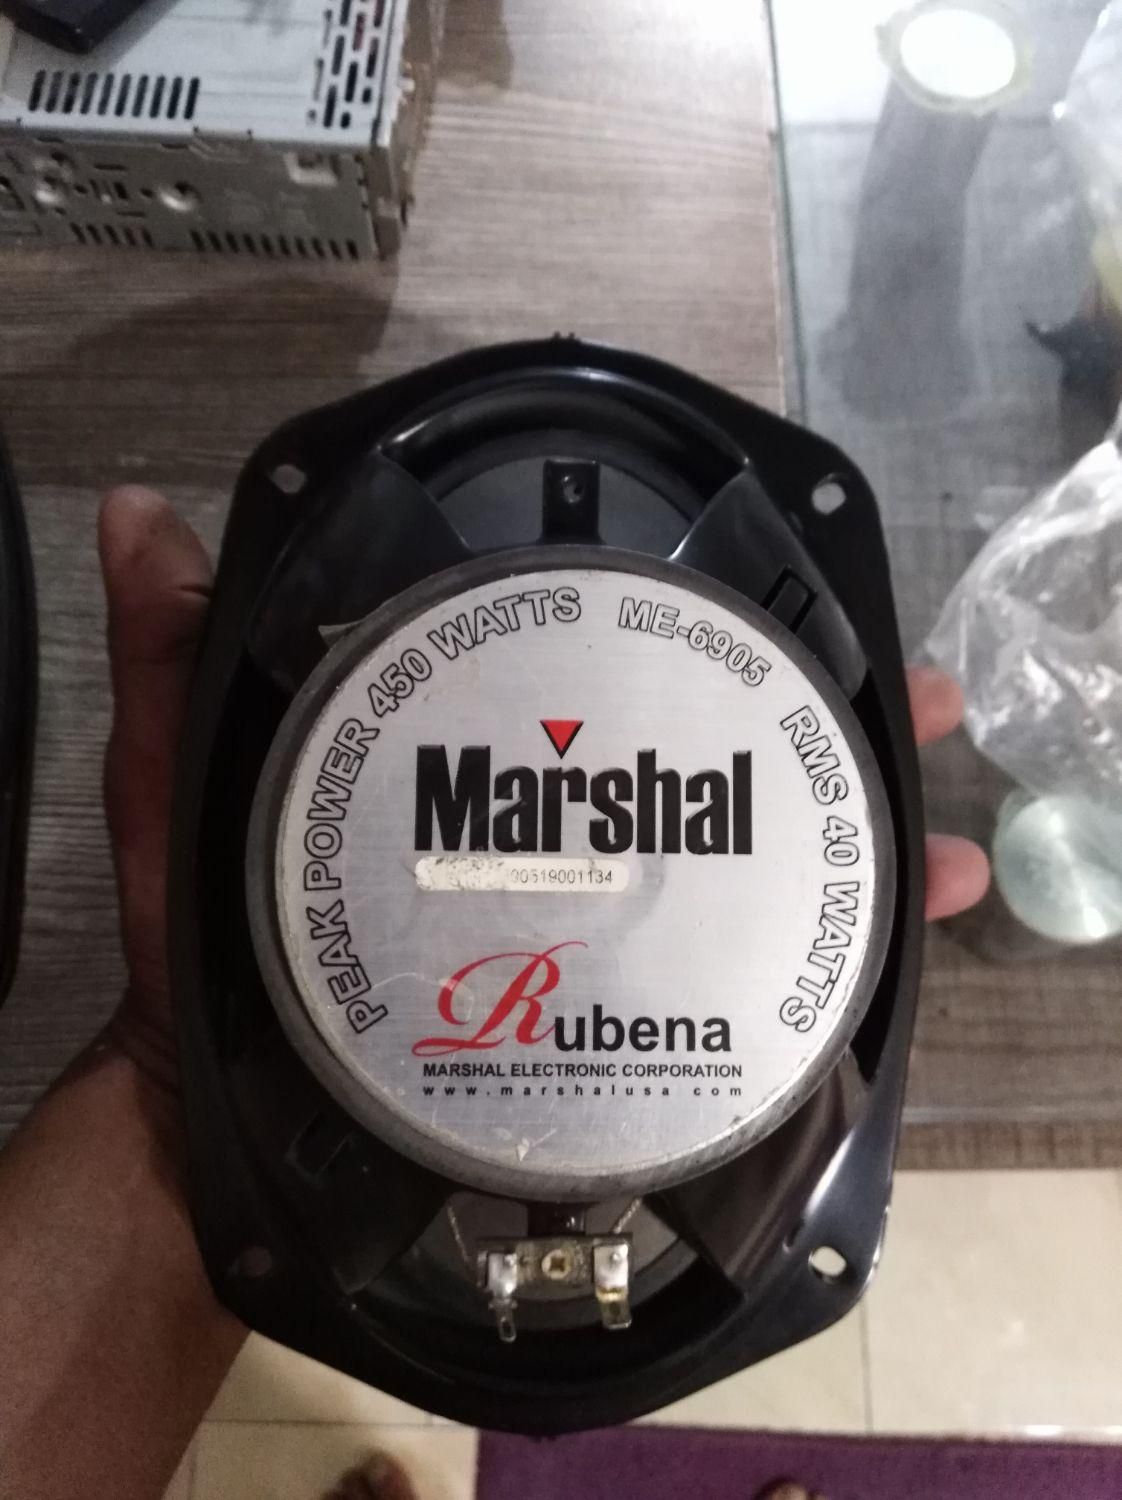 PEAK POWER 450 WATTS
ME-6905
RMS 40 WATTS
Marshal
00519001134
Rubena
MARSHAL ELECTRONIC CORPORATION
www.marshalusa com